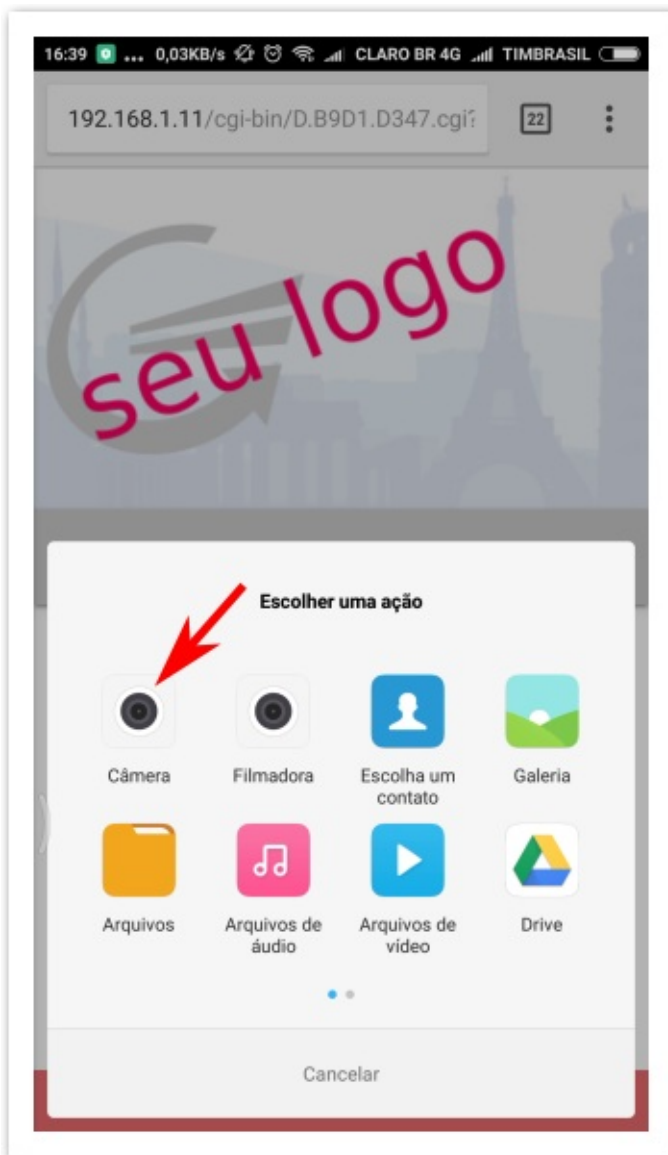 16:39 ... 0,03KB/s CLARO BR 4G TIMBRASIL
192.168.1.11/cgi-bin/D.B9D1.D347.cgi? 22
seu logo
Escolher uma ação
Câmera Filmadora Escolha um contato Galeria
Arquivos Arquivos de áudio Arquivos de vídeo Drive
Cancelar